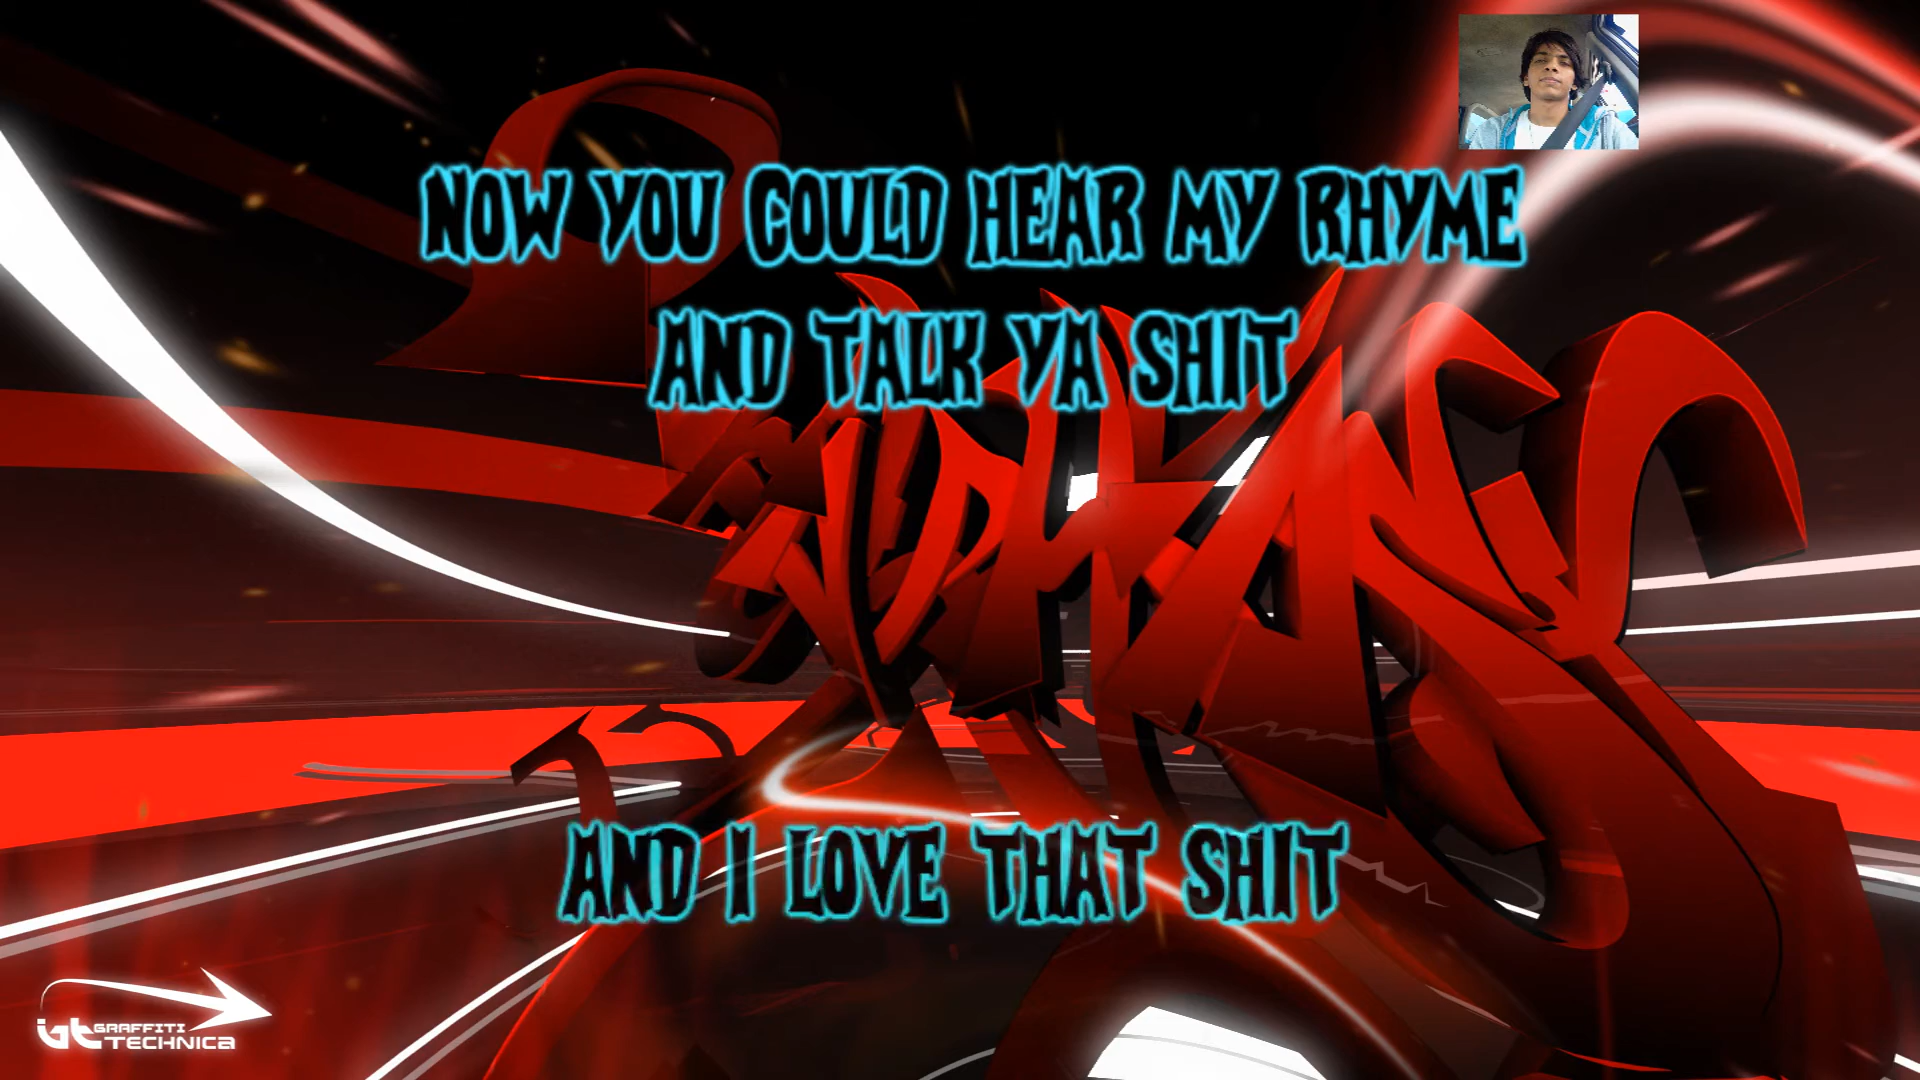 NOW YOU COULD HEAR MY RHYME
AND TALK YA SHIT
AND I LOVE THAT SHIT
GRAFFITI
TECHNICA